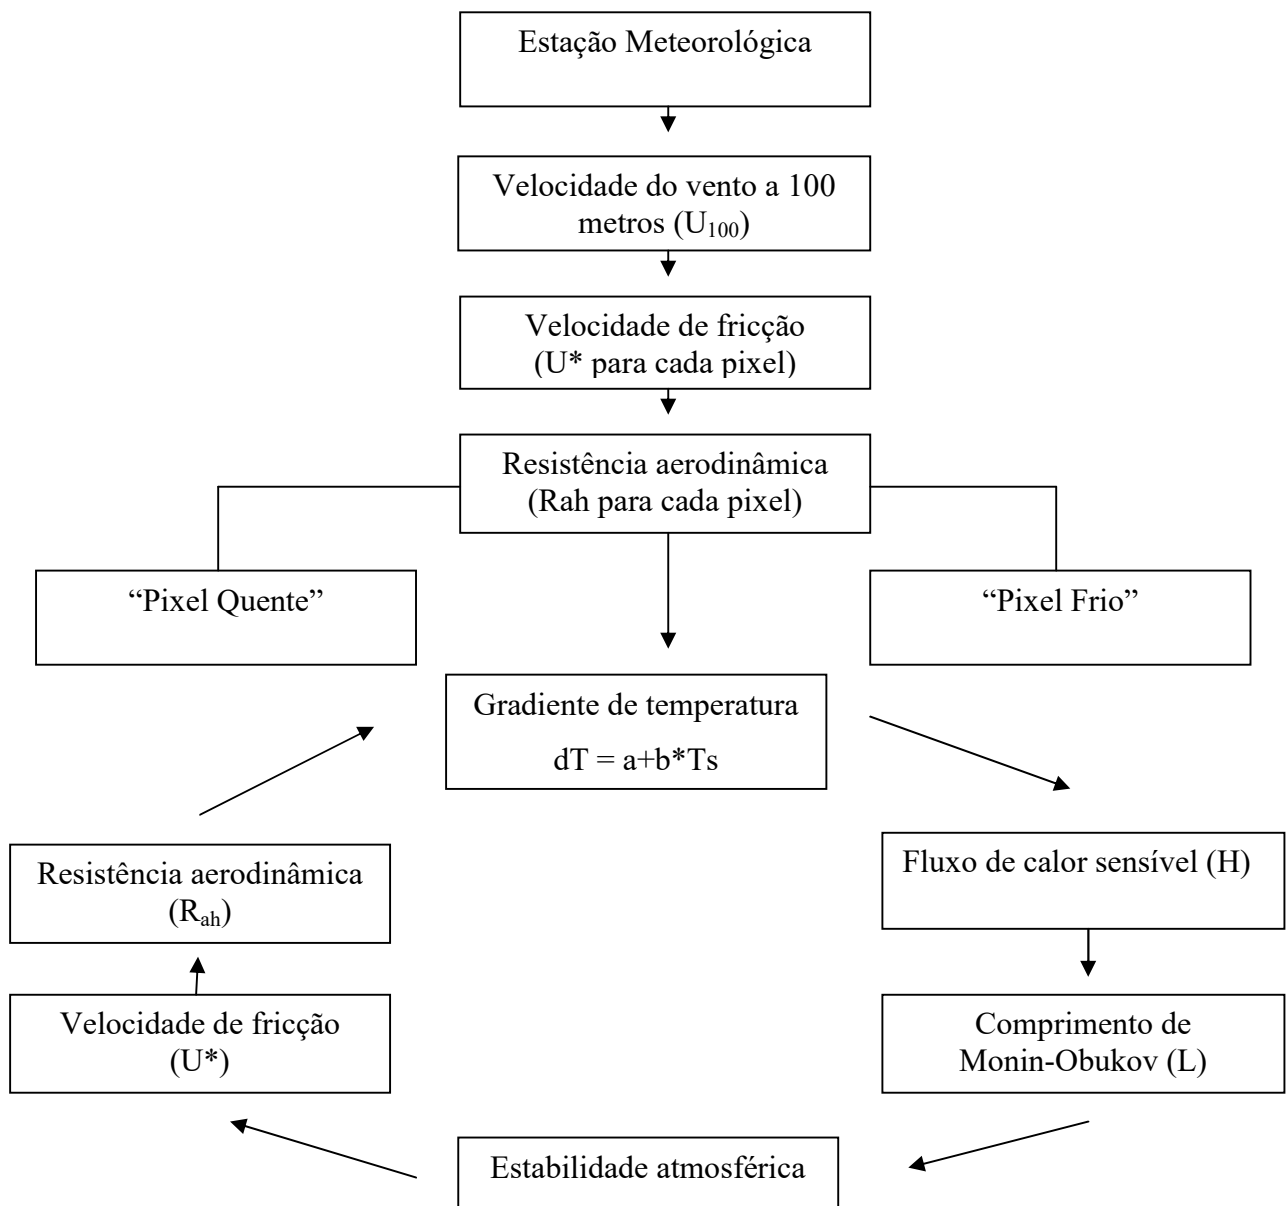 Estação Meteorológica
Velocidade do vento a 100
metros (U₁₀₀)
Velocidade de fricção
(U* para cada pixel)
Resistência aerodinâmica
(Rah para cada pixel)
“Pixel Quente”
“Pixel Frio”
Gradiente de temperatura
dT = a+b*Ts
Resistência aerodinâmica
(Rₐₕ)
Fluxo de calor sensível (H)
Velocidade de fricção
(U*)
Comprimento de
Monin-Obukov (L)
Estabilidade atmosférica